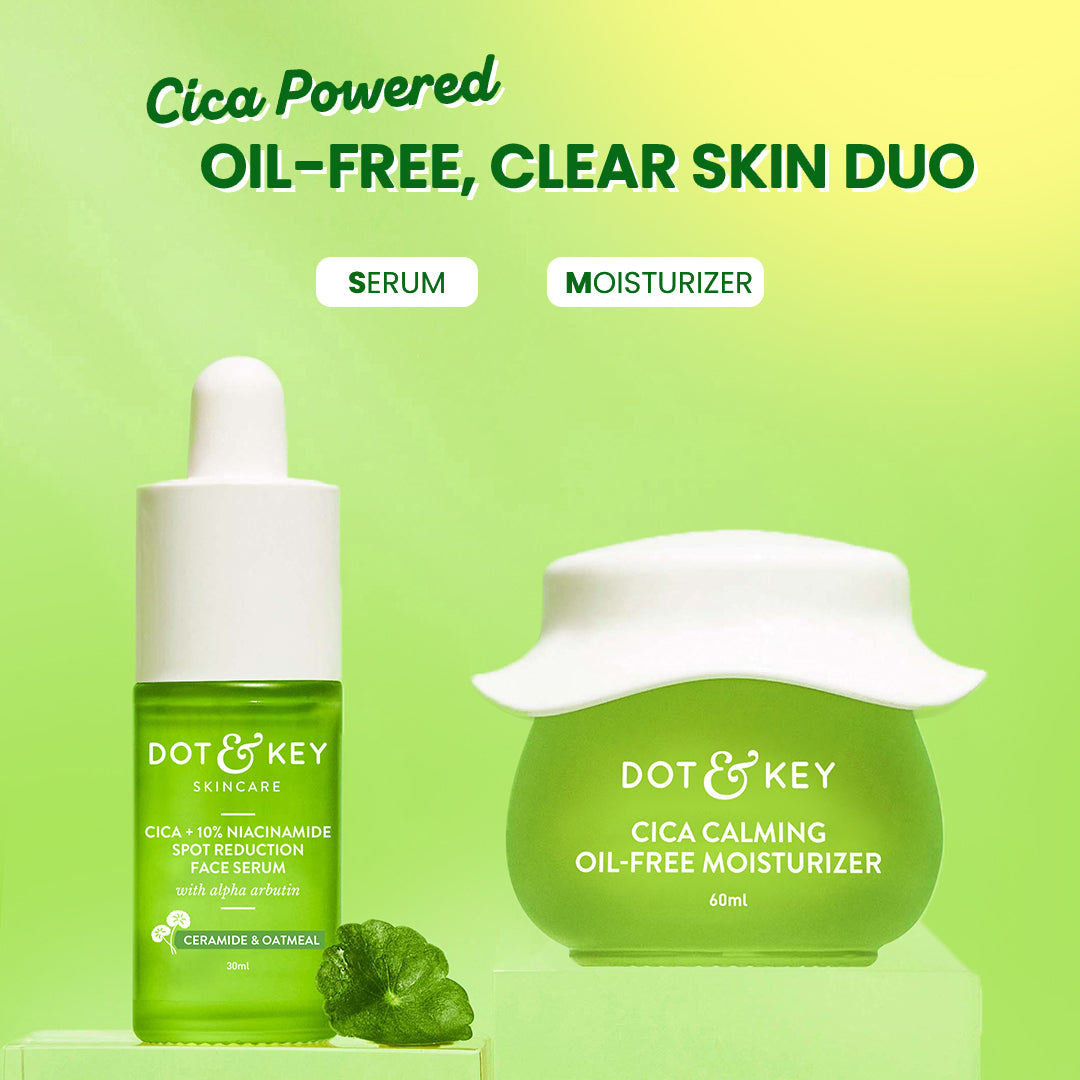 Cica Powered
OIL-FREE, CLEAR SKIN DUO
SERUM
MOISTURIZER
DOT & KEY
SKINCARE
CICA + 10% NIACINAMIDE
SPOT REDUCTION
FACE SERUM
with alpha arbutin
CERAMIDE & OATMEAL
30ml
DOT & KEY
CICA CALMING
OIL-FREE MOISTURIZER
60ml